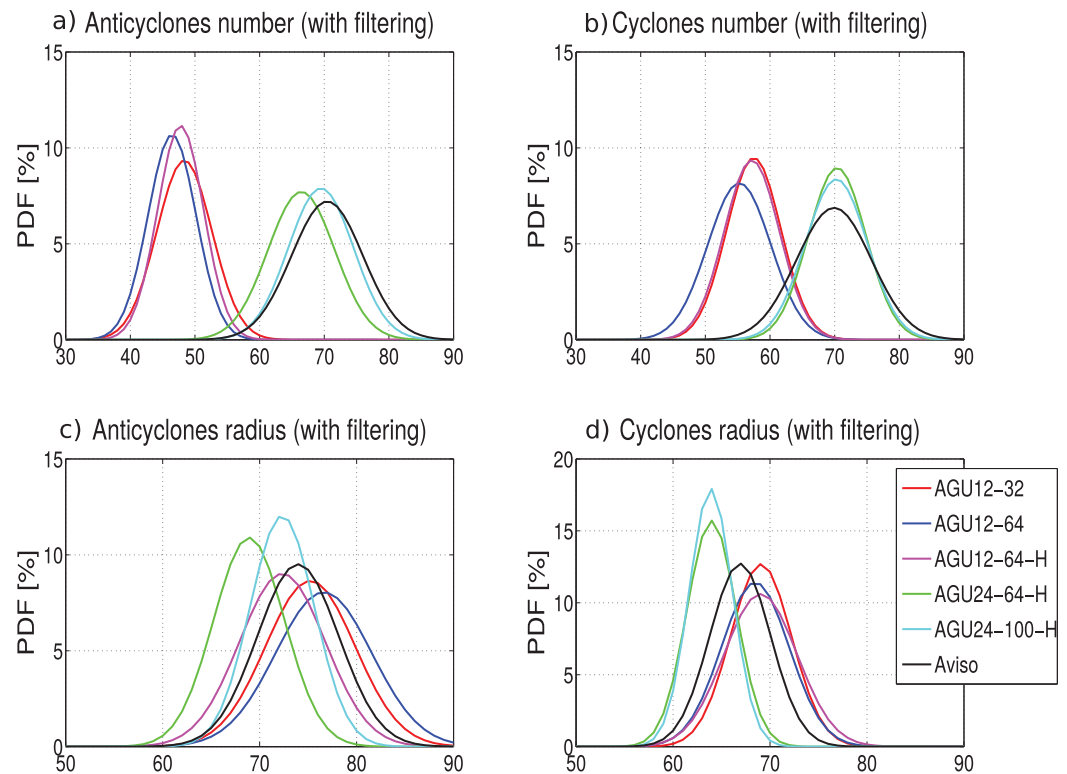 a) Anticyclones number (with filtering)
b) Cyclones number (with filtering)
PDF [%]
15
10
5
0
30 40 50 60 70 80 90
PDF [%]
15
10
5
0
30 40 50 60 70 80 90
c) Anticyclones radius (with filtering)
d) Cyclones radius (with filtering)
PDF [%]
15
10
5
0
50 60 70 80 90
PDF [%]
20
15
10
5
0
50 60 70 80 90
AGU12-32
AGU12-64
AGU12-64-H
AGU24-64-H
AGU24-100-H
Aviso